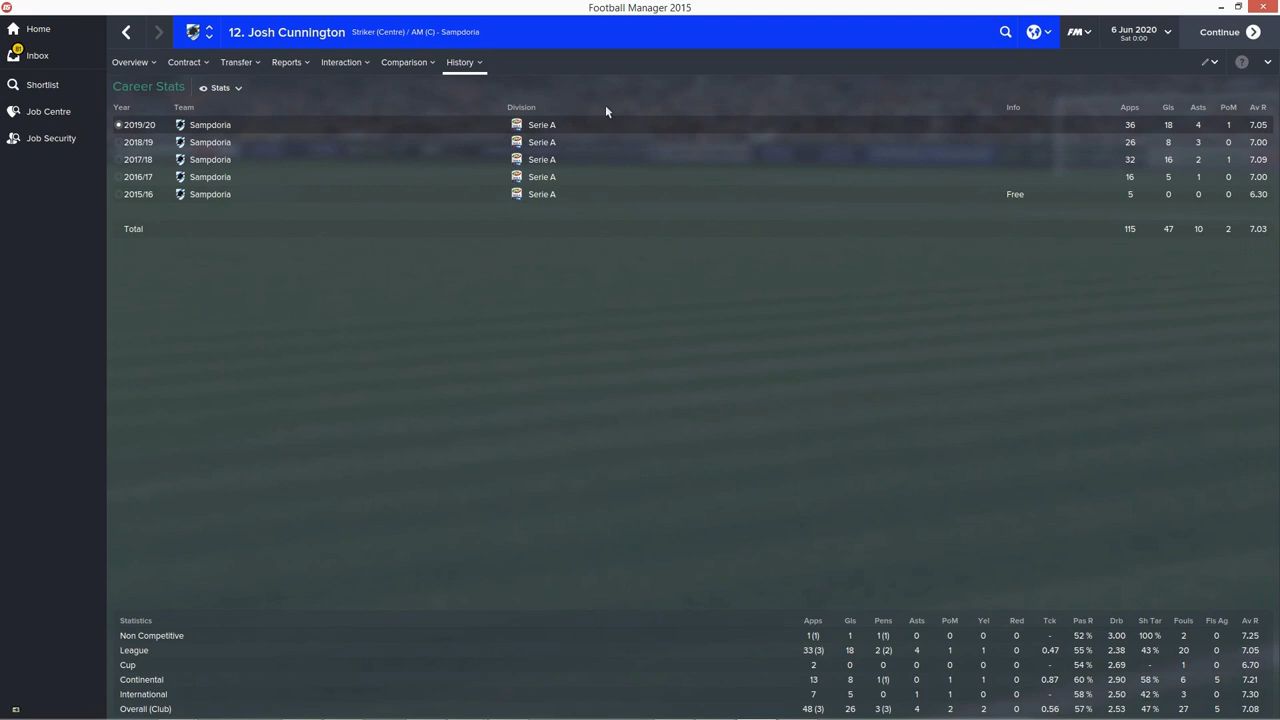 Football Manager 2015
Home
81
Inbox
Shortlist
Job Centre
Job Security
12. Josh Cunnington Striker (Centre) / AM (C) - Sampdoria
FM
6 Jun 2020
Sat 0:00
Continue
Overview Contract Transfer Reports Interaction Comparison History
Career Stats Stats
Year Team Division Info Apps Gls Asts PoM Av R
2019/20 Sampdoria Serie A 36 18 4 1 7.05
2018/19 Sampdoria Serie A 26 8 3 0 7.00
2017/18 Sampdoria Serie A 32 16 2 1 7.09
2016/17 Sampdoria Serie A 16 5 1 0 7.00
2015/16 Sampdoria Serie A Free 5 0 0 0 6.30
Total 115 47 10 2 7.03
Statistics Apps Gls Pens Asts PoM Yel Red Tck Pas R Drb Sh Tar Fouls Fls Ag Av R
Non Competitive 1 (1) 1 1 (1) 0 0 0 0 - 52 % 3.00 100 % 2 0 7.25
League 33 (3) 18 2 (2) 4 1 1 0 0.47 55 % 2.38 43 % 20 0 7.05
Cup 2 0 0 0 0 0 0 - 54 % 2.69 - 1 0 6.70
Continental 13 8 1 (1) 0 1 1 0 0.87 60 % 2.90 58 % 6 5 7.21
International 7 5 0 1 1 0 0 - 58 % 2.50 42 % 3 0 7.30
Overall (Club) 48 (3) 26 3 (3) 4 2 2 0 0.56 57 % 2.53 47 % 27 5 7.08